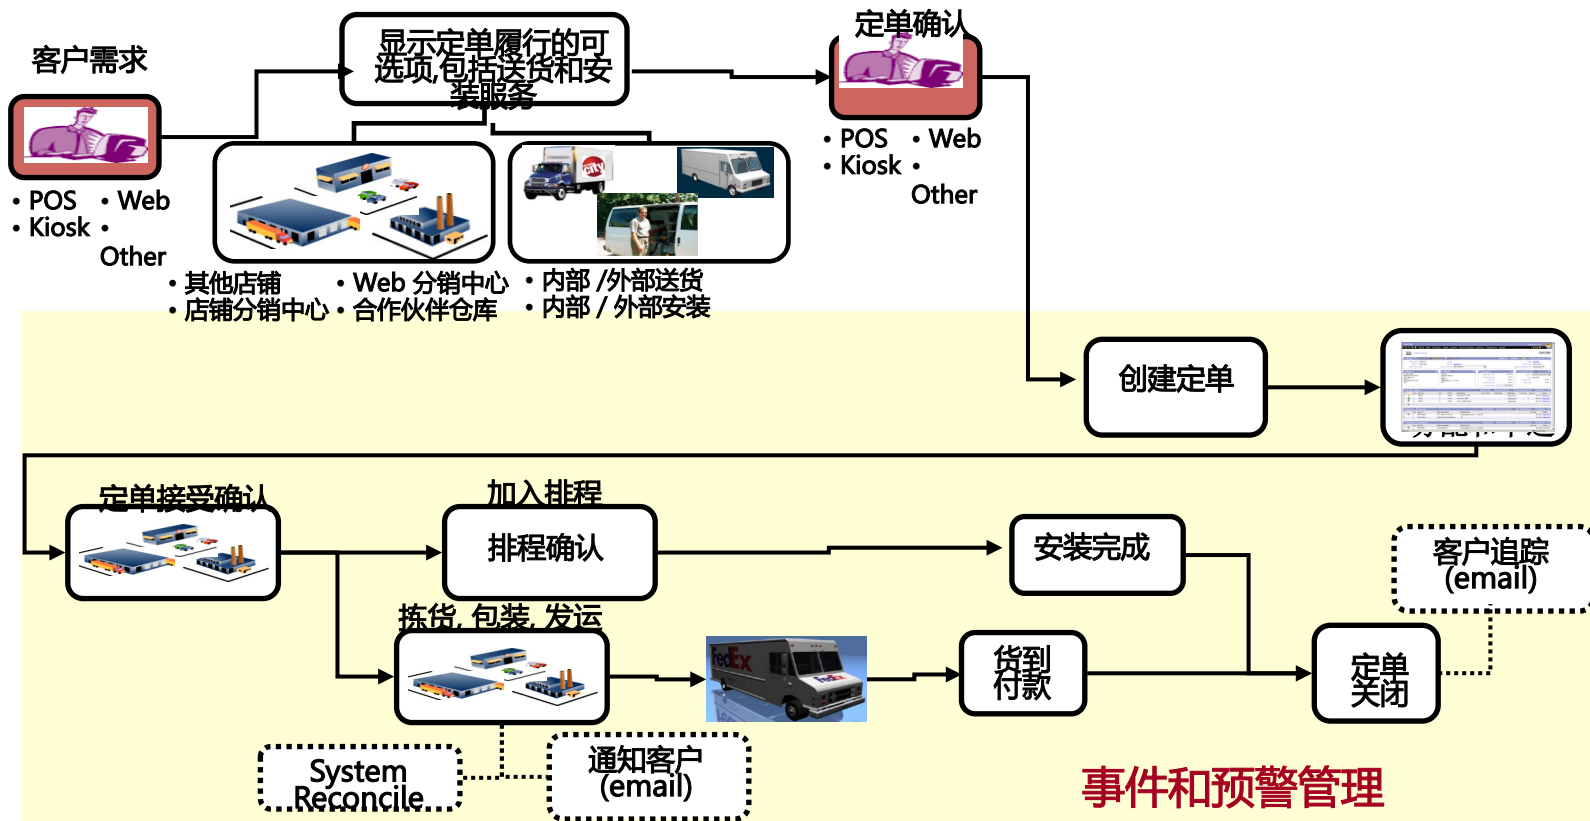 客户需求
• POS • Web
• Kiosk •
Other
显示定单履行的可
选项,包括送货和安
装服务
city
• 其他店铺 • Web 分销中心
• 店铺分销中心 • 合作伙伴仓库
• 内部 /外部送货
• 内部 / 外部安装
定单确认
• POS • Web
• Kiosk •
Other
创建定单
定单接受确认
加入排程
排程确认
安装完成
客户追踪
(email)
拣货, 包装, 发运
FedEx
FedEx
货到
付款
定单
关闭
System
Reconcile
通知客户
(email)
事件和预警管理